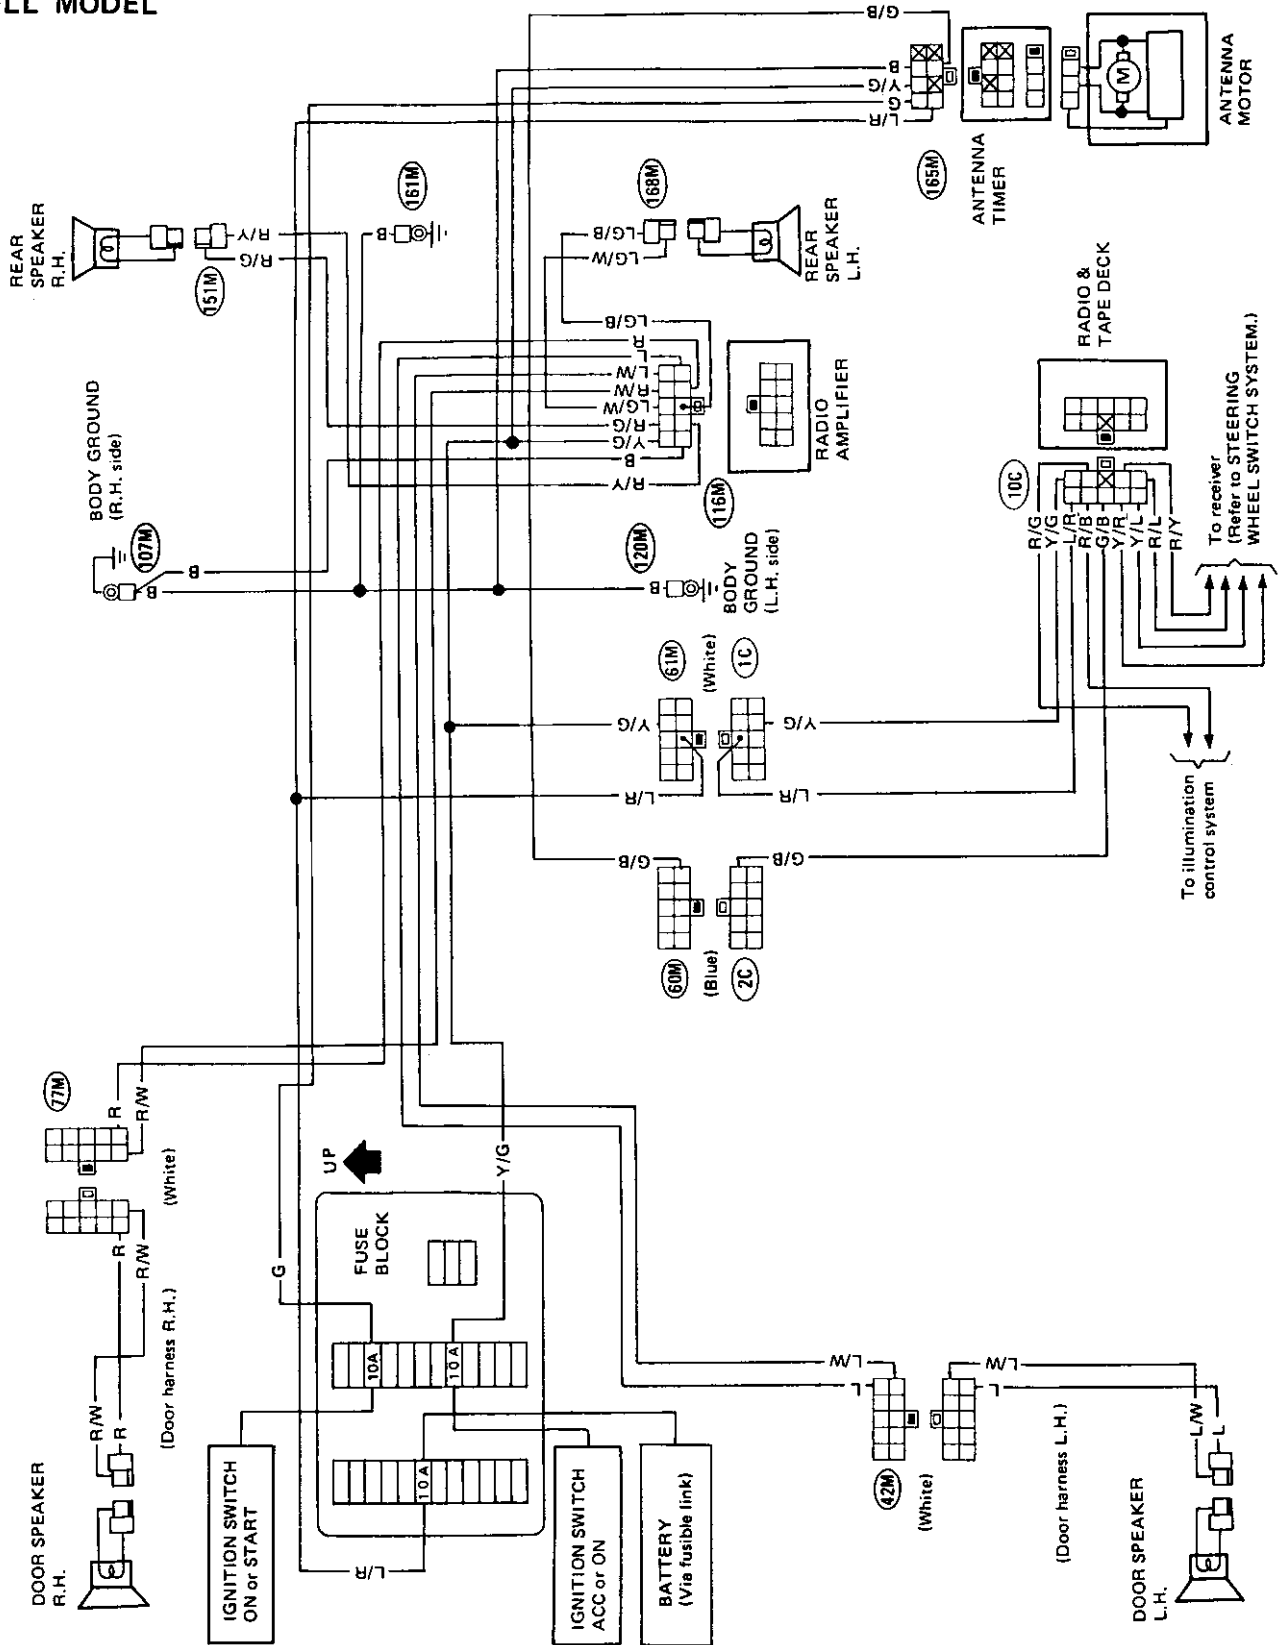 LL MODEL
DOOR SPEAKER
R.H.
R/W
R
(Door harness R.H.)
R
R/W
(White)
R
R/W
77M
IGNITION SWITCH
ON or START
IGNITION SWITCH
ACC or ON
BATTERY
(Via fusible link)
L/R
10A
10A
10A
FUSE
BLOCK
UP
G
Y/G
DOOR SPEAKER
L.H.
L/W
L
(Door harness L.H.)
L/W
L
42M
(White)
L/W
L
60M
(Blue)
2C
G/B
G/B
61M
(White)
1C
L/R
Y/G
L/R
Y/G
BODY GROUND
(R.H. side)
107M
B
B
120M
B
BODY
GROUND
(L.H. side)
REAR
SPEAKER
R.H.
151M
R/G
R/Y
161M
B
168M
LG/B
LG/W
REAR
SPEAKER
L.H.
LG/B
R
L
L/W
R/W
LG/W
R/G
Y/G
B
R/Y
116M
RADIO
AMPLIFIER
10C
R/G
Y/G
L/R
R/B
G/B
Y/R
Y/L
R/L
R/Y
RADIO &
TAPE DECK
To receiver
(Refer to STEERING
WHEEL SWITCH SYSTEM.)
To illumination
control system
G/B
B
Y/G
G
L/R
165M
ANTENNA
TIMER
M
ANTENNA
MOTOR